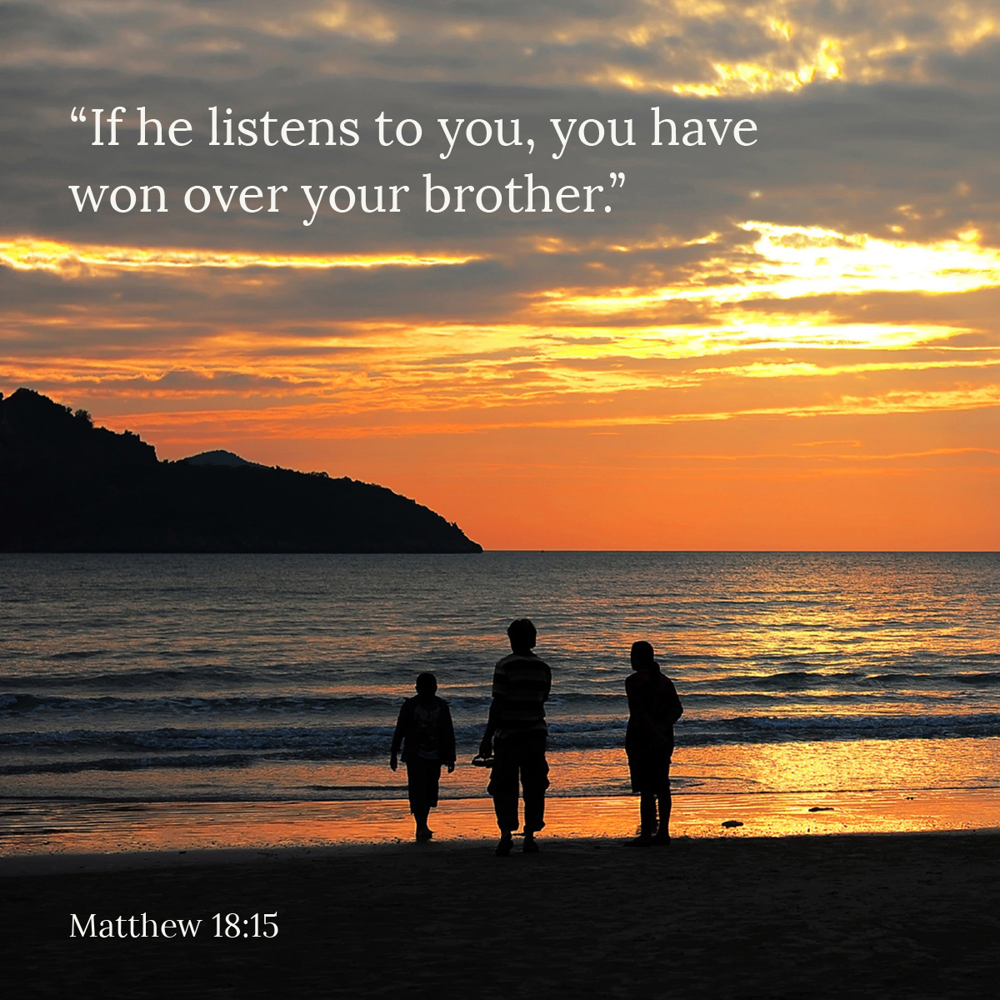 “If he listens to you, you have
won over your brother.”
Matthew 18:15